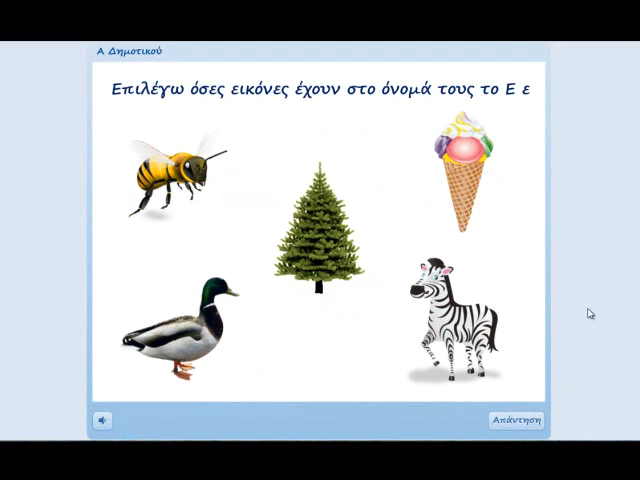 Α Δημοτικού
Επιλέγω όσες εικόνες έχουν στο όνομά τους το Ε ε
Απάντηση